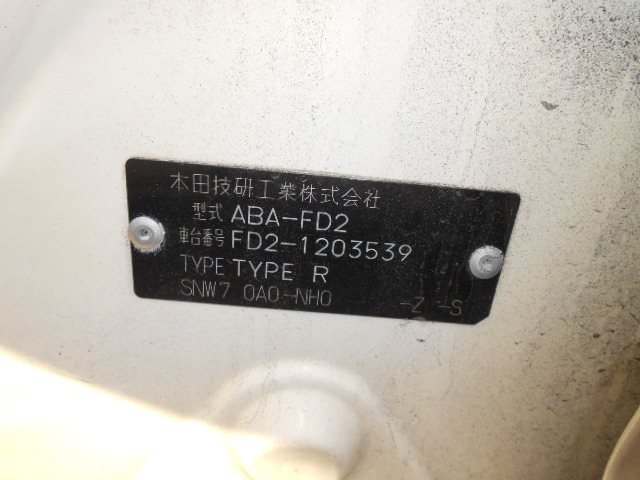 本田技研工業株式会社
型式 ABA-FD2
車台番号 FD2-1203539
TYPE TYPE R
SNW7 0A0-NH0 -Z -S